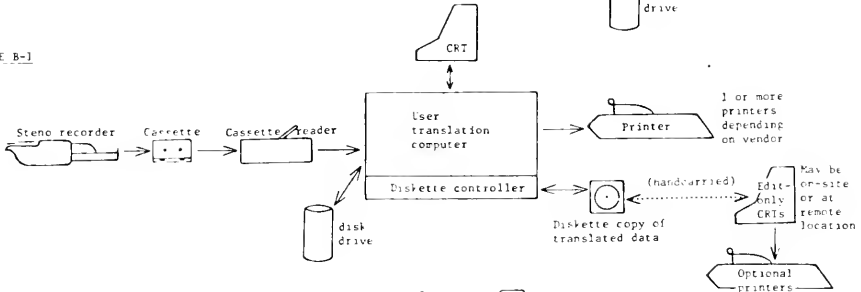 drive
E B-1
CRT
Steno recorder
Cassette
Cassette reader
User
translation
computer
Diskette controller
disk
drive
Printer
1 or more
printers
depending
on vendor
(handcarried)
Diskette copy of
translated data
Edit-
only
CRTs
May be
on-site
or at
remote
location
Optional
printers